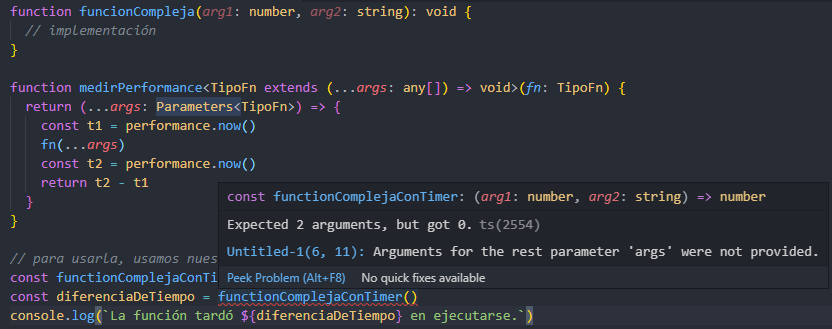 function funcionCompleja(arg1: number, arg2: string): void {
  // implementación
}
function medirPerformance<TipoFn extends (...args: any[]) => void>(fn: TipoFn) {
  return (...args: Parameters<TipoFn>) => {
    const t1 = performance.now()
    fn(...args)
    const t2 = performance.now()
    return t2 - t1
  }
}
const functionComplejaConTimer: (arg1: number, arg2: string) => number
Expected 2 arguments, but got 0. ts(2554)
Untitled-1(6, 11): Arguments for the rest parameter 'args' were not provided.
Peek Problem (Alt+F8) No quick fixes available
// para usarla, usamos nues
const functionComplejaConTi
const diferenciaDeTiempo = functionComplejaConTimer()
console.log(`La función tardó ${diferenciaDeTiempo} en ejecutarse.`)